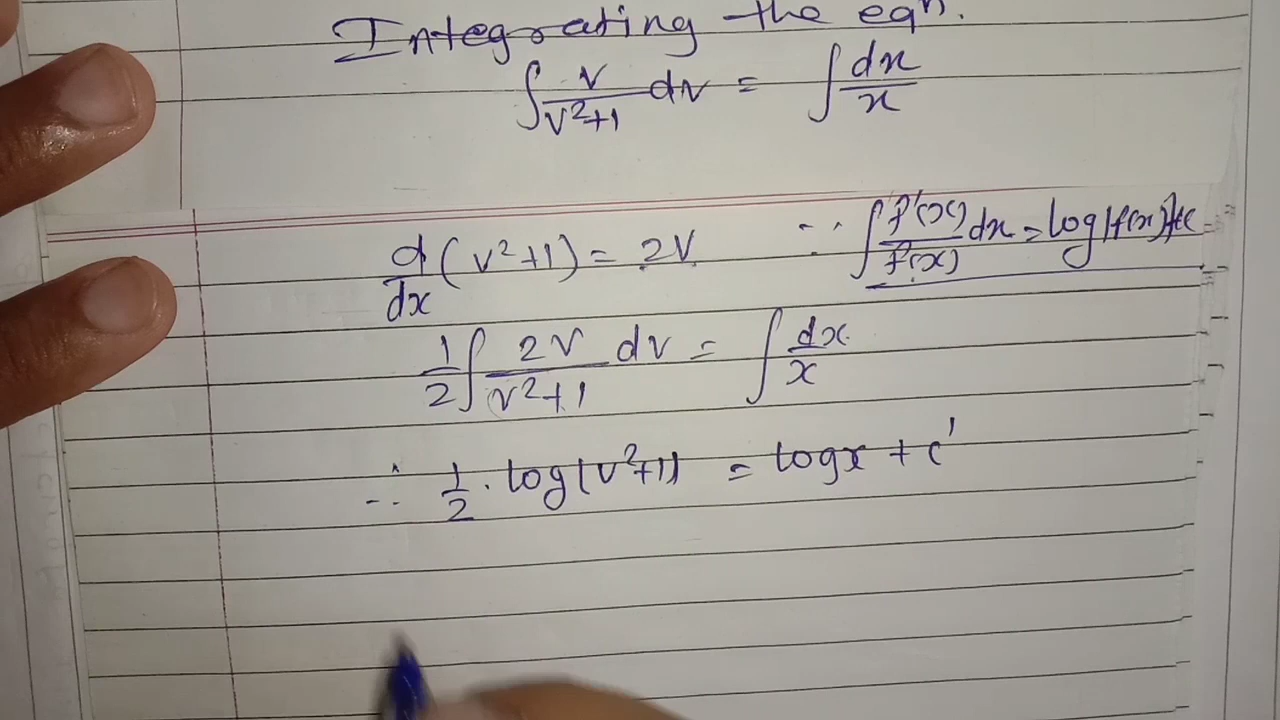 Integrating the eqn.
∫ v/(v²+1) dv = ∫ dx/x
d/dx (v²+1) = 2v ∵ ∫ f'(x)/f(x) dx = log|f(x)|+c
1/2 ∫ 2v/(v²+1) dv = ∫ dx/x
∴ 1/2 · log(v²+1) = logx + c'